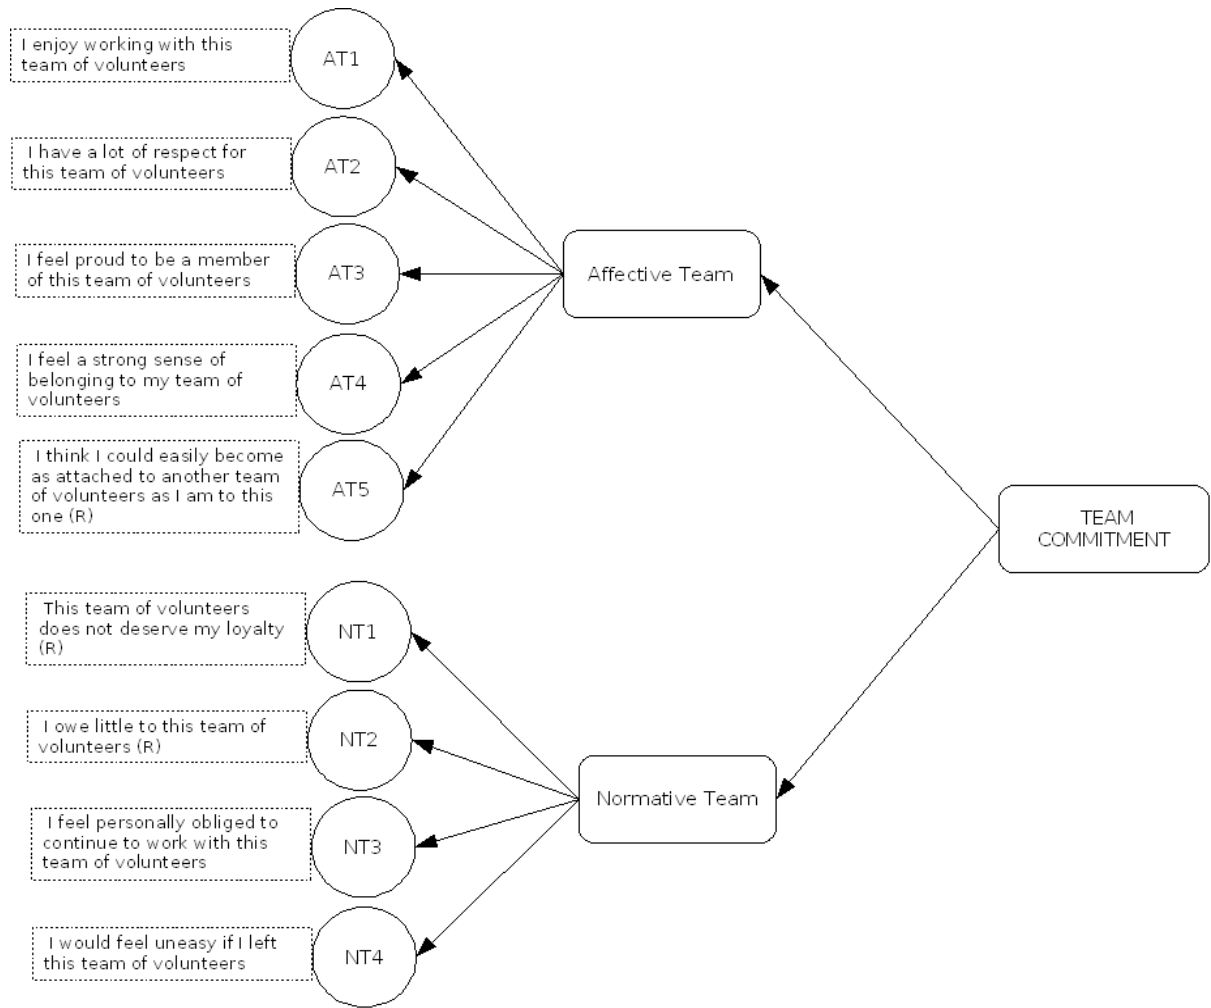 I enjoy working with this
team of volunteers
AT1
I have a lot of respect for
this team of volunteers
AT2
I feel proud to be a member
of this team of volunteers
AT3
Affective Team
I feel a strong sense of
belonging to my team of
volunteers
AT4
I think I could easily become
as attached to another team
of volunteers as I am to this
one (R)
AT5
TEAM
COMMITMENT
This team of volunteers
does not deserve my loyalty
(R)
NT1
I owe little to this team of
volunteers (R)
NT2
Normative Team
I feel personally obliged to
continue to work with this
team of volunteers
NT3
I would feel uneasy if I left
this team of volunteers
NT4